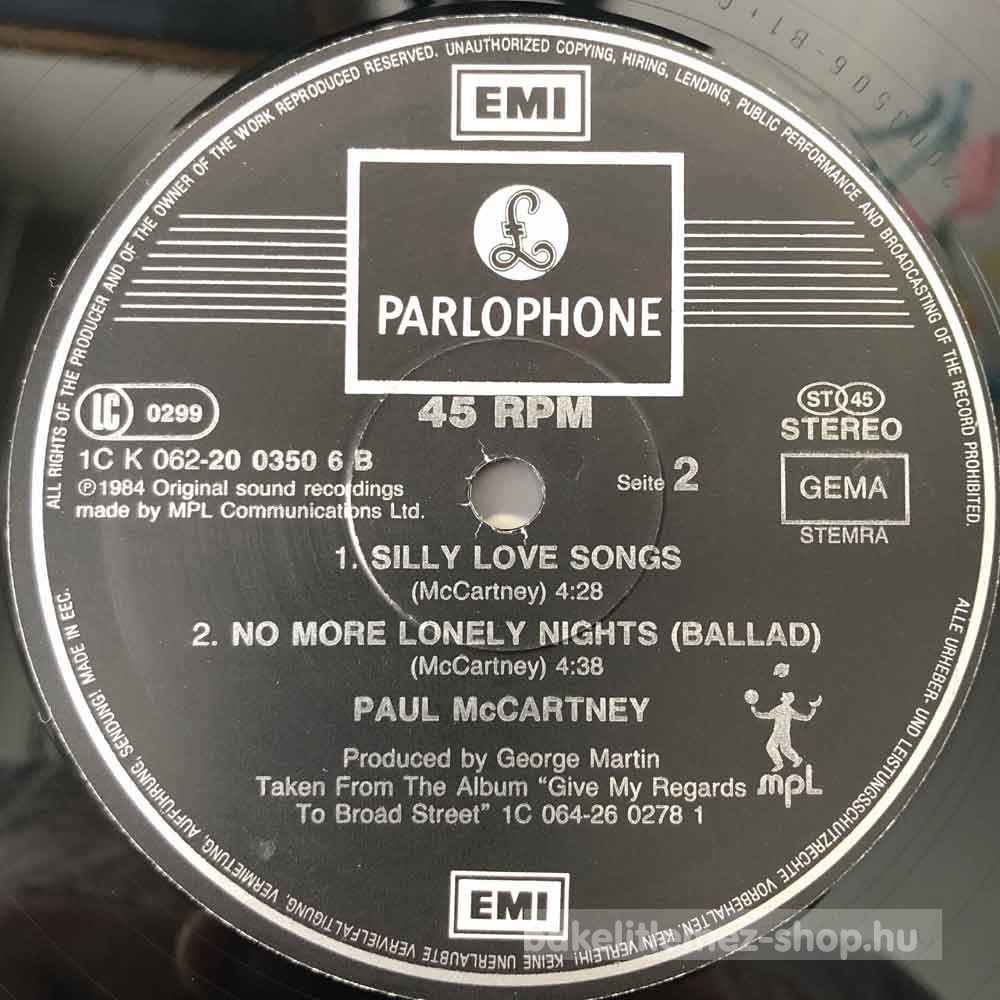 ALL RIGHTS OF THE PRODUCER AND OF THE OWNER OF THE WORK REPRODUCED RESERVED. UNAUTHORIZED COPYING, HIRING, LENDING, PUBLIC PERFORMANCE AND BROADCASTING OF THE RECORD PROHIBITED.
EMI
£
PARLOPHONE
45 RPM
LC 0299
ST 45
STEREO
1C K 062-20 0350 6 B
Seite 2
GEMA
℗1984 Original sound recordings
made by MPL Communications Ltd.
STEMRA
1. SILLY LOVE SONGS
(McCartney) 4:28
2. NO MORE LONELY NIGHTS (BALLAD)
(McCartney) 4:38
PAUL McCARTNEY
Produced by George Martin
Taken From The Album “Give My Regards
To Broad Street” 1C 064-26 0278 1
mpL
EMI
ALLE URHEBER- UND LEISTUNGSSCHUTZRECHTE VORBEHALTEN. KEIN VERLEIH! KEINE UNERLAUBTE VERVIELFÄLTIGUNG, VERMIETUNG, AUFFÜHRUNG, SENDUNG! MADE IN EEC.
bakelitlemez-shop.hu